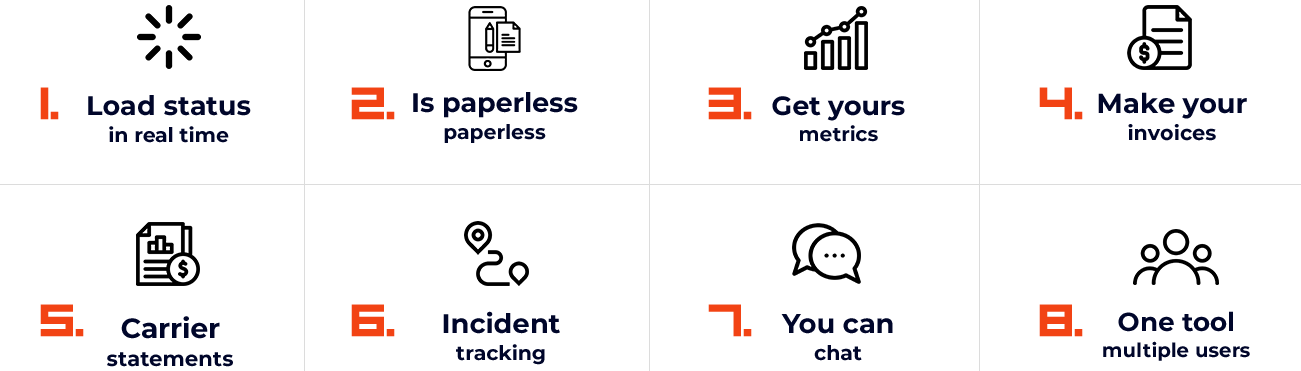 1. Load status
in real time
2. Is paperless
paperless
3. Get yours
metrics
4. Make your
invoices
5. Carrier
statements
6. Incident
tracking
7. You can
chat
8. One tool
multiple users